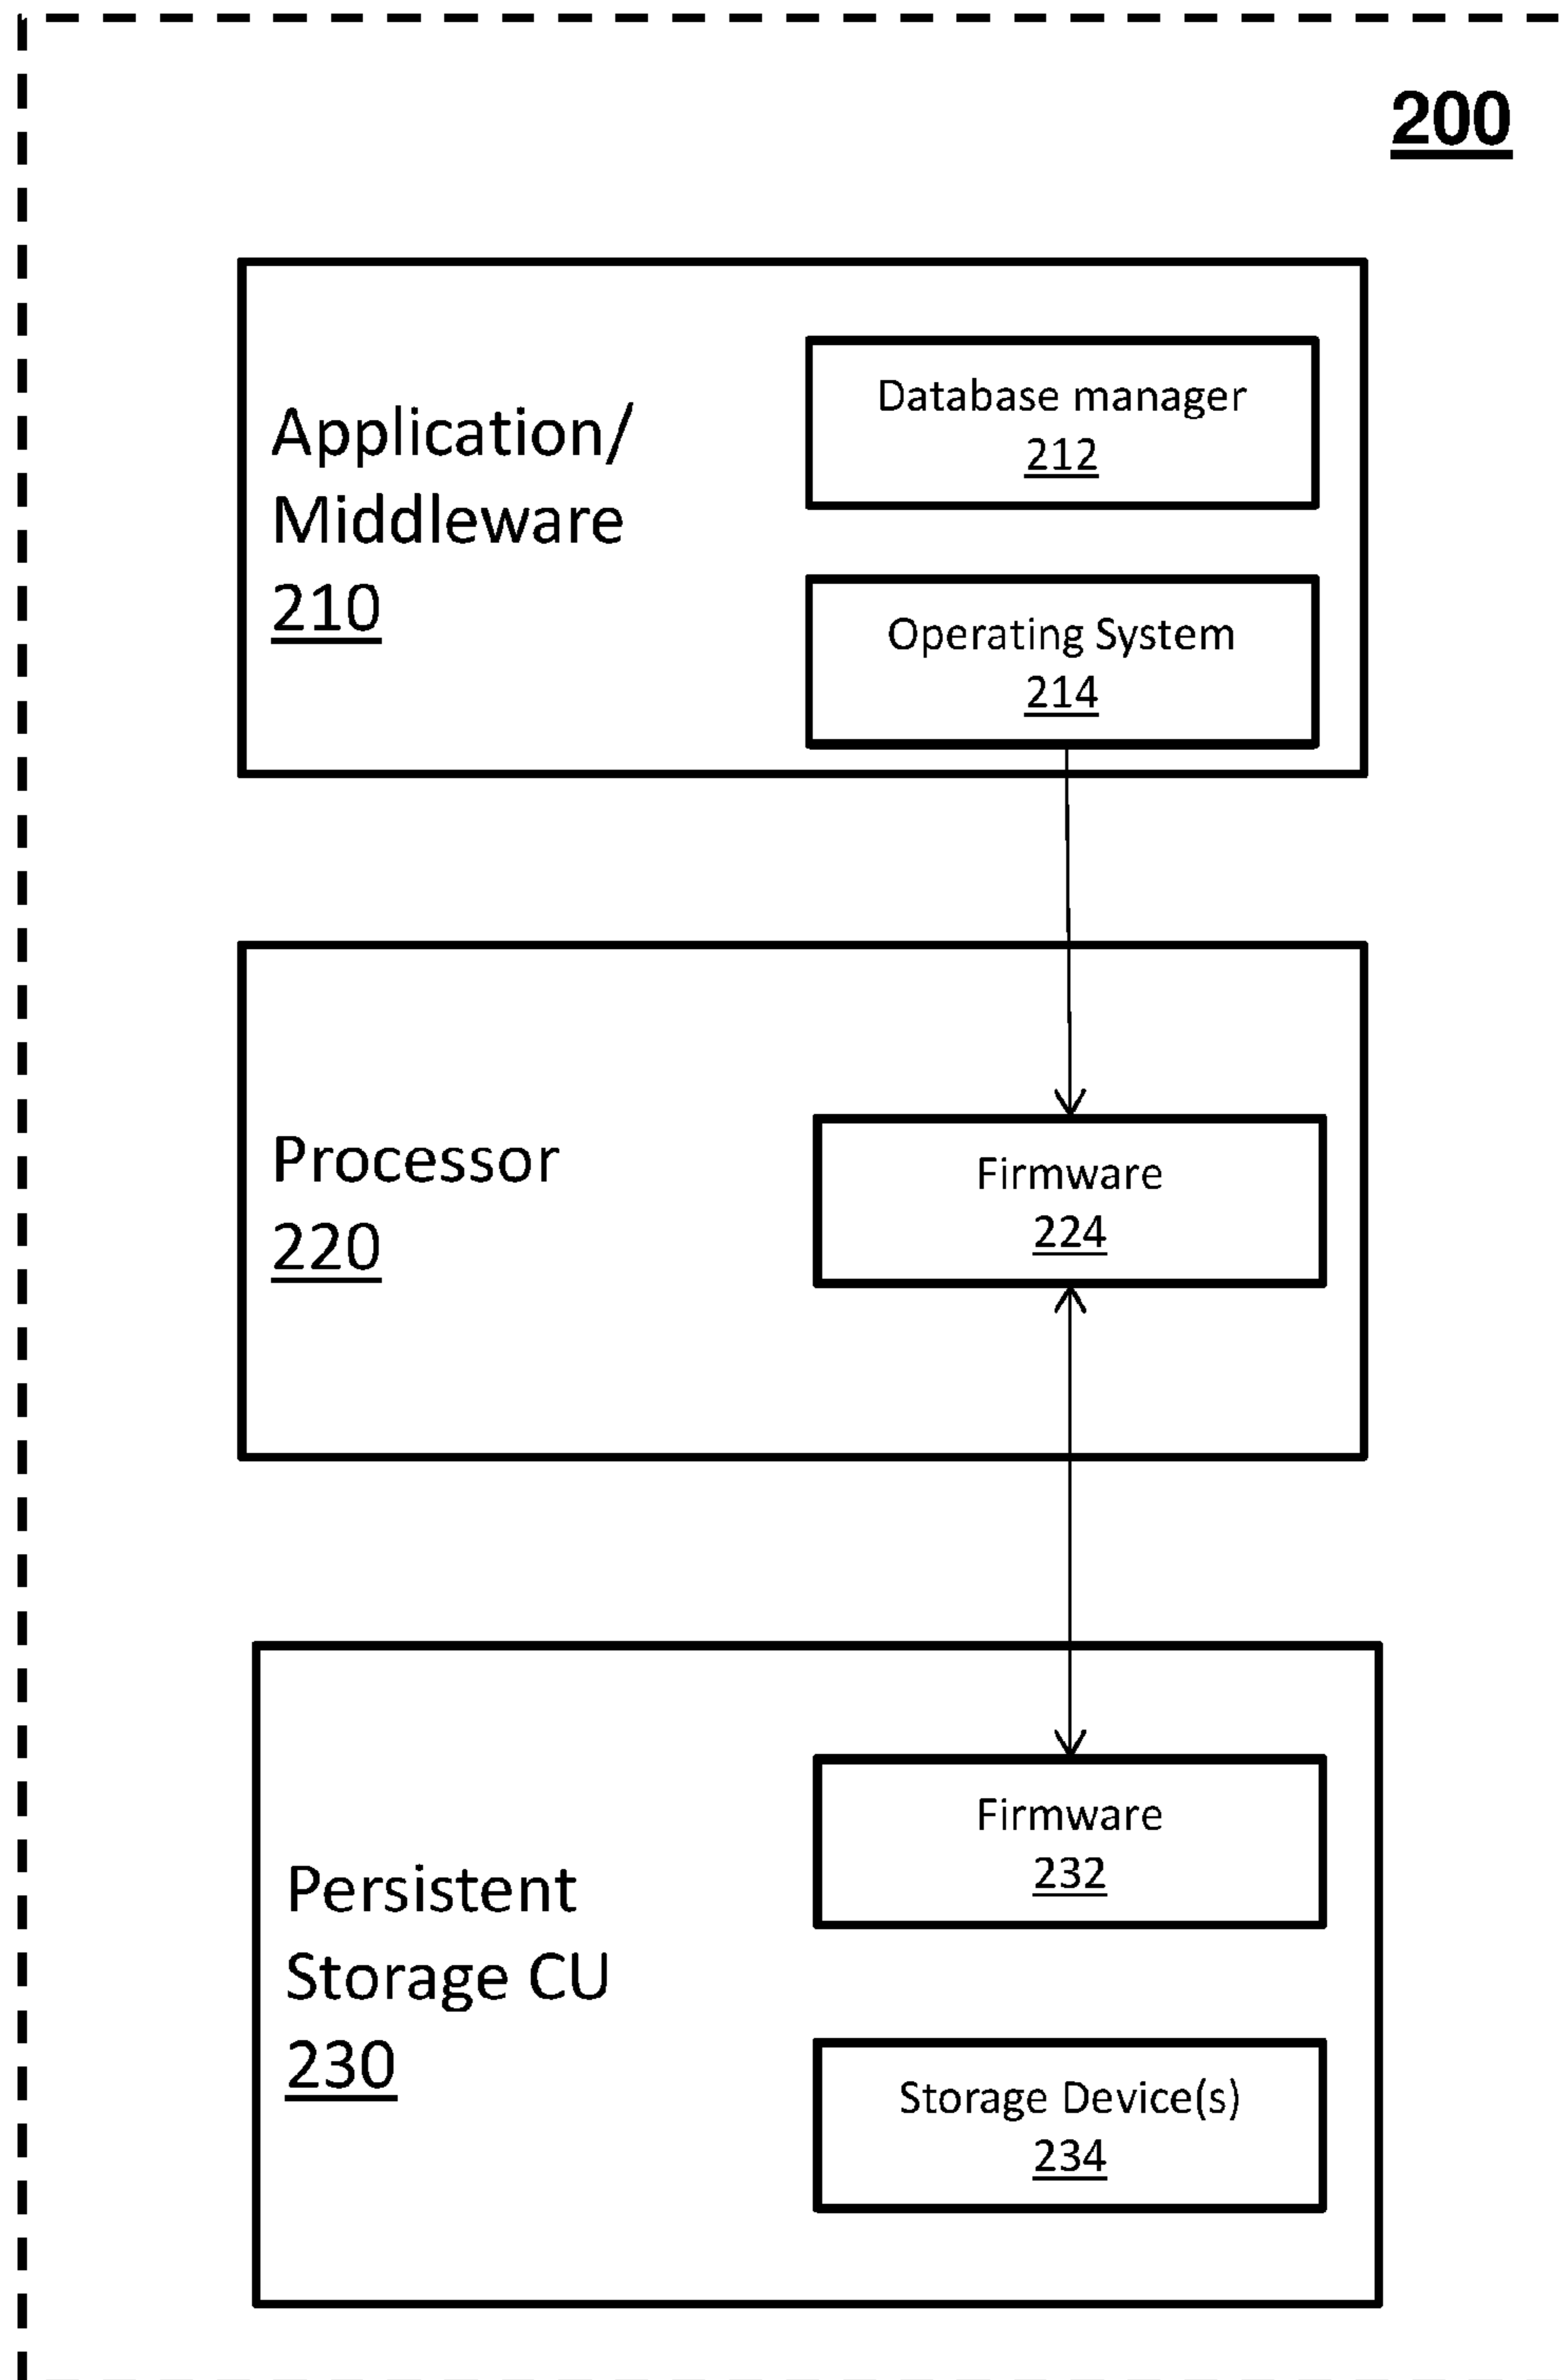 200
Database manager
212
Application/
Middleware
210
Operating System
214
Processor
220
Firmware
224
Firmware
232
Persistent
Storage CU
230
Storage Device(s)
234